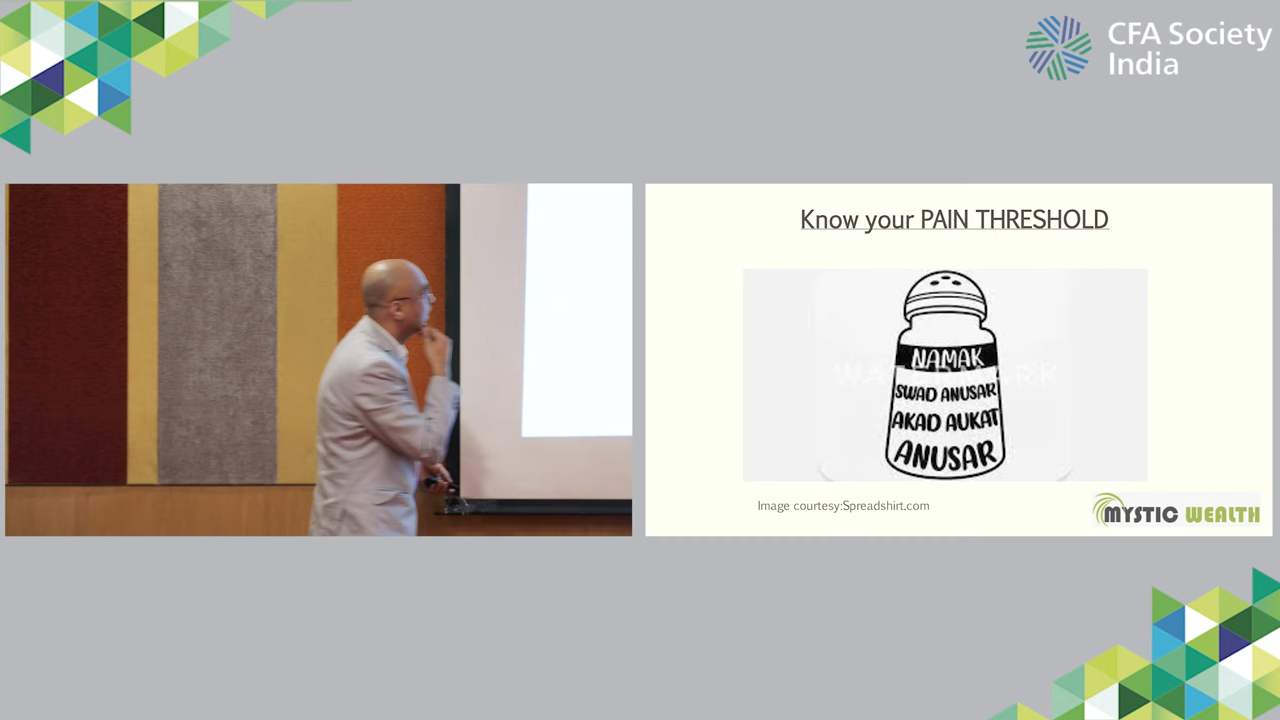 CFA Society
India
Know your PAIN THRESHOLD
NAMAK
WATERMARK
SWAD ANUSAR
AKAD AUKAT
ANUSAR
Image courtesy:Spreadshirt.com
MYSTIC WEALTH